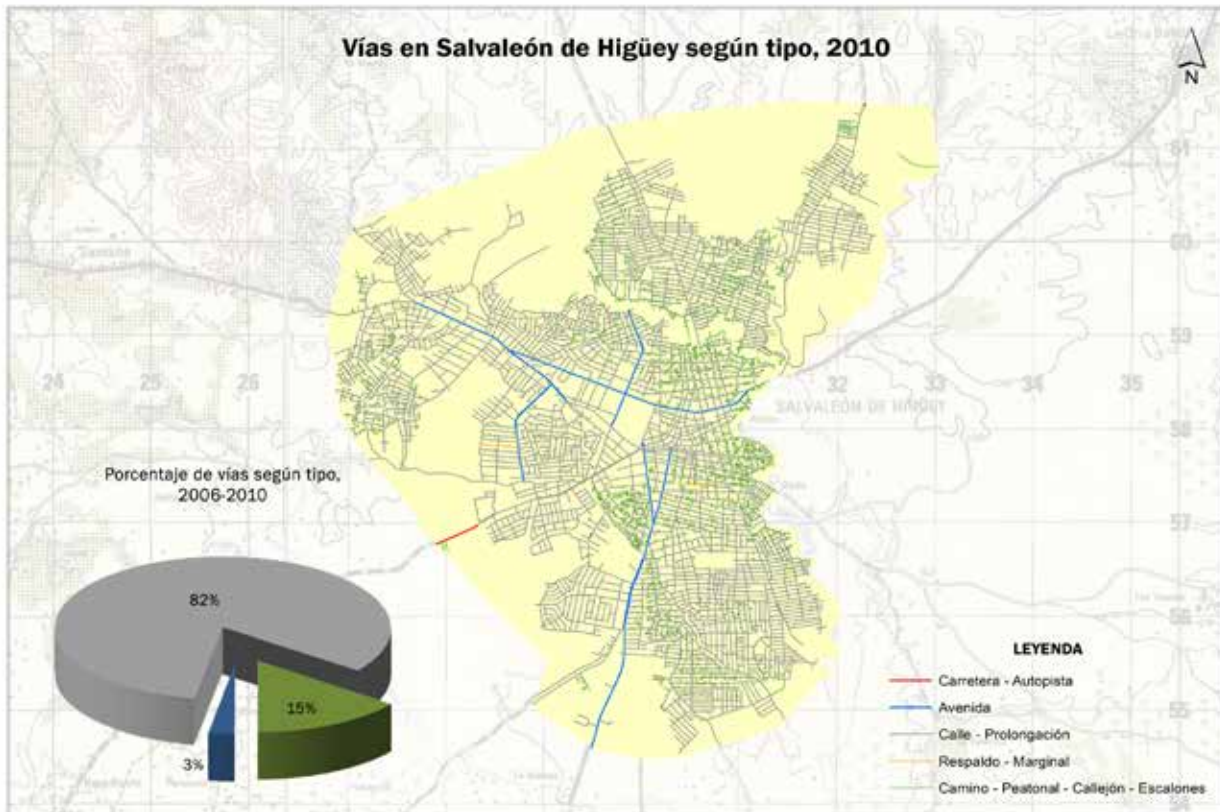 Vías en Salvaleón de Higüey según tipo, 2010
N
61
60
59
24
25
26
32
33
34
35
SALVALEÓN DE HIGÜEY
58
57
56
55
Porcentaje de vías según tipo,
2006-2010
82%
15%
3%
LEYENDA
Carretera - Autopista
Avenida
Calle - Prolongación
Respaldo - Marginal
Camino - Peatonal - Callejón - Escalones